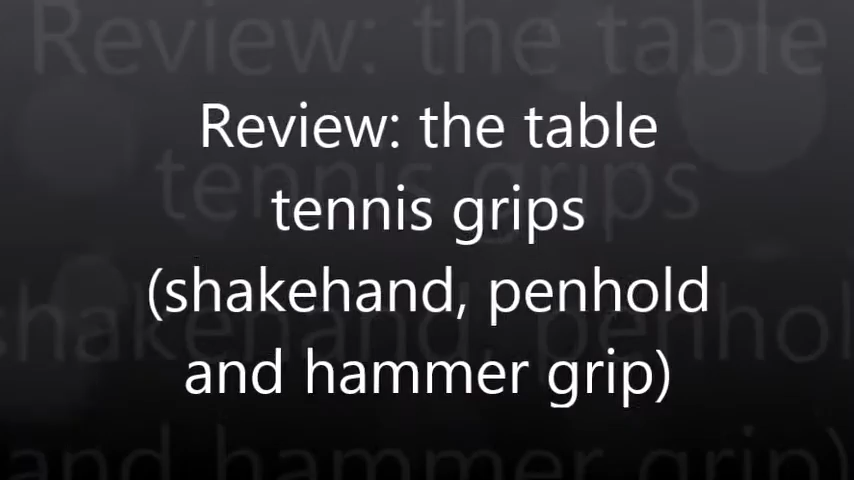 Review: the table
tennis grips
(shakehand, penhold
and hammer grip)